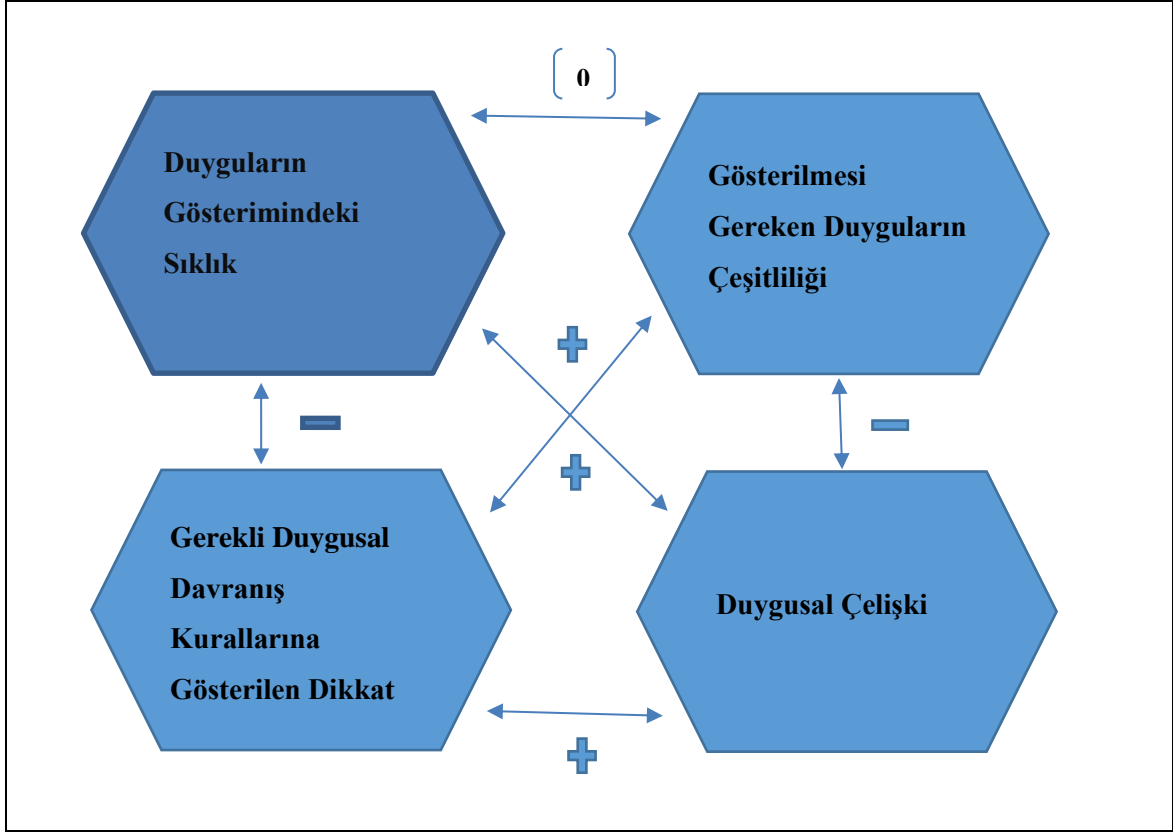 0
Duyguların
Gösterimindeki
Sıklık
Gösterilmesi
Gereken Duyguların
Çeşitliliği
Gerekli Duygusal
Davranış
Kurallarına
Gösterilen Dikkat
Duygusal Çelişki